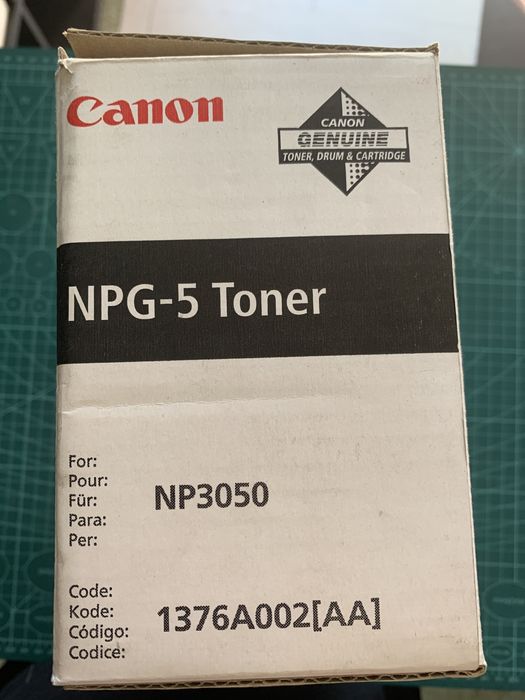 Canon
CANON
GENUINE
TONER, DRUM & CARTRIDGE
NPG-5 Toner
For:
Pour:
Für:
Para:
Per:
NP3050
Code:
Kode:
Código:
Codice:
1376A002[AA]